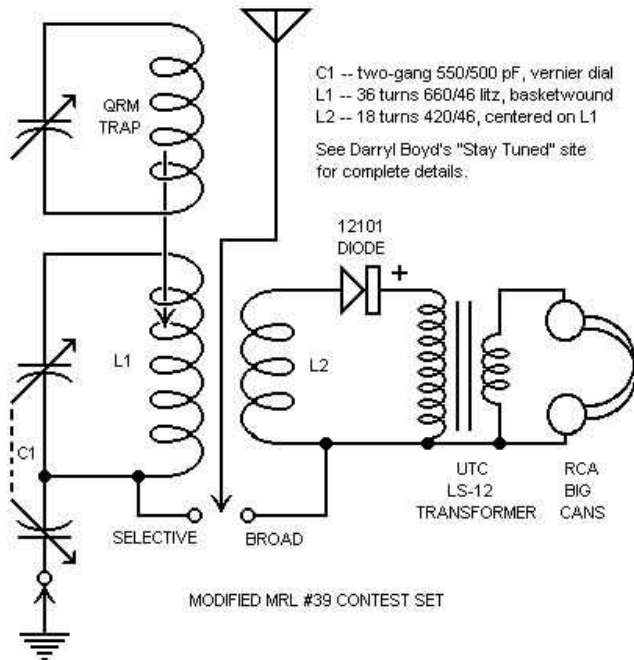 QRM
TRAP
C1 -- two-gang 550/500 pF, vernier dial
L1 -- 36 turns 660/46 litz, basketwound
L2 -- 18 turns 420/46, centered on L1
See Darryl Boyd's "Stay Tuned" site
for complete details.
12101
DIODE
+
L1
L2
C1
SELECTIVE
BROAD
UTC
LS-12
TRANSFORMER
RCA
BIG
CANS
MODIFIED MRL #39 CONTEST SET